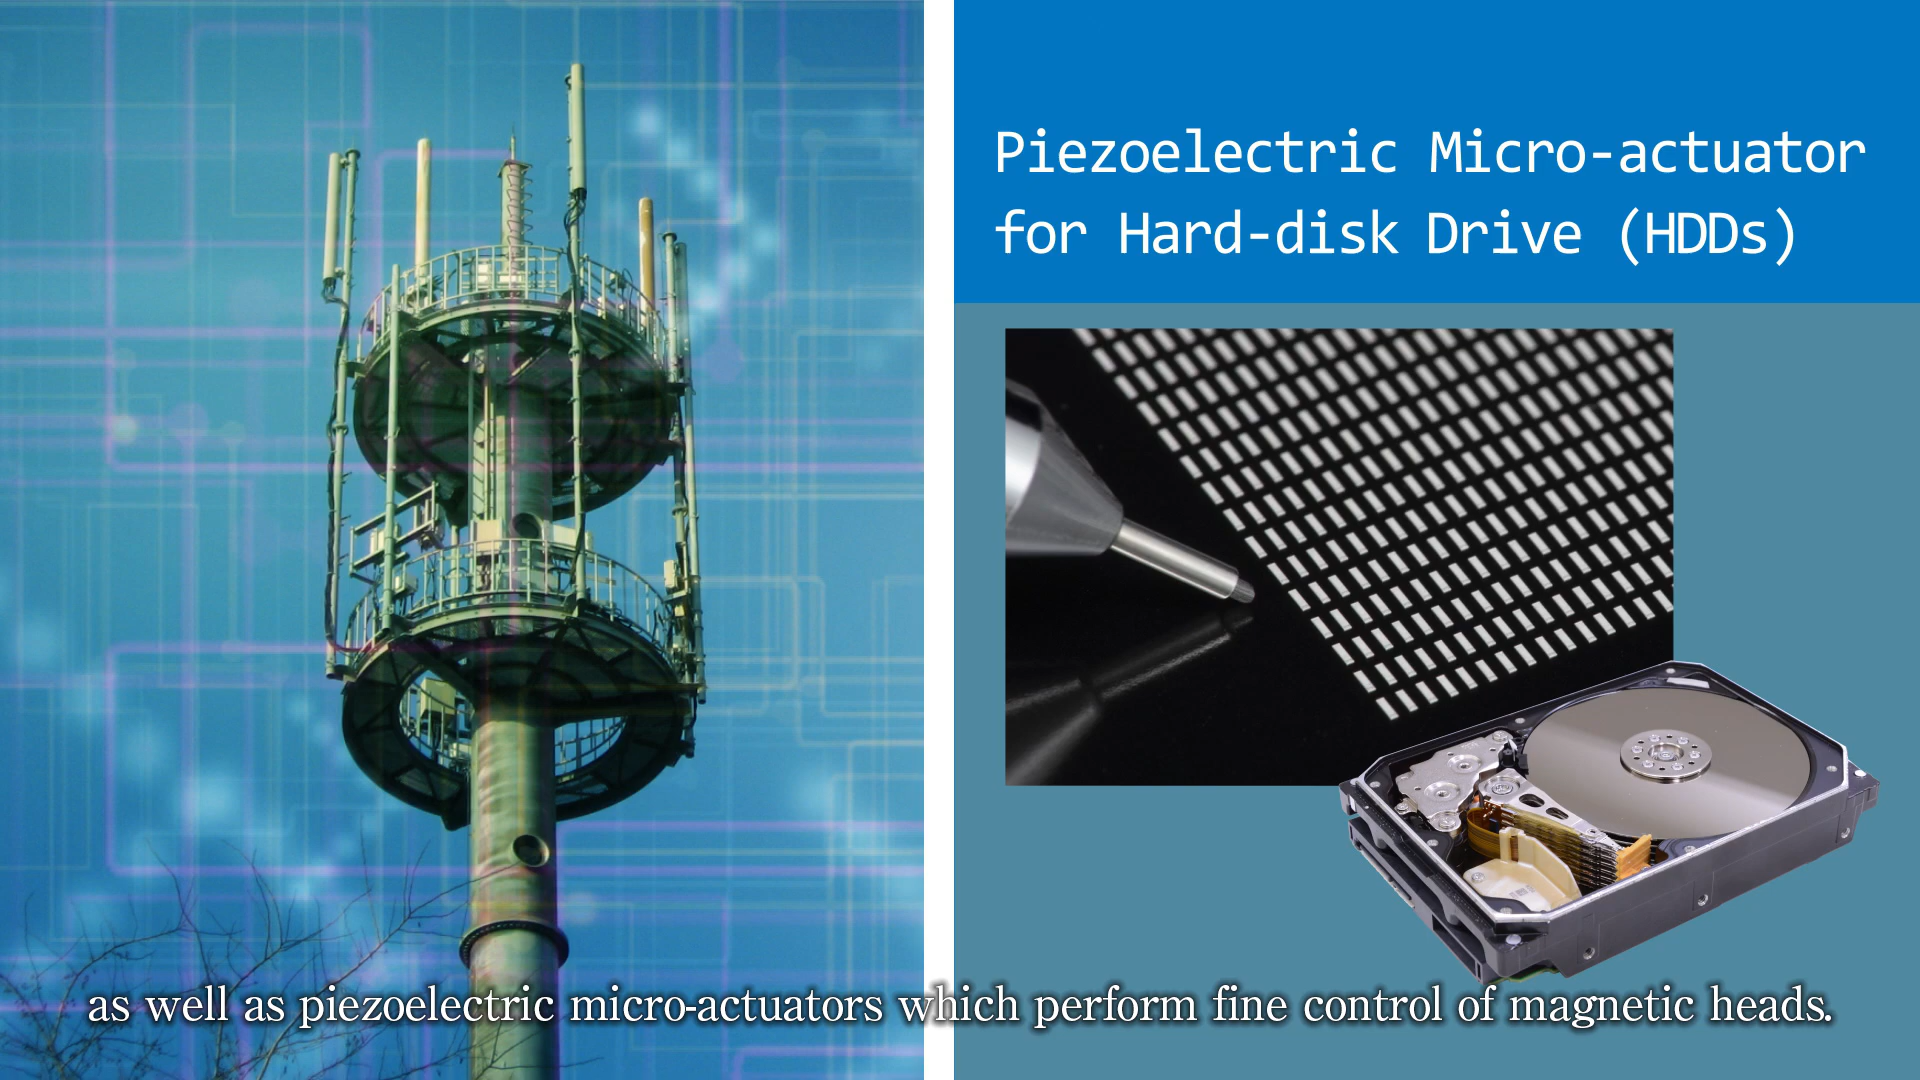 Piezoelectric Micro-actuator
for Hard-disk Drive (HDDs)
as well as piezoelectric micro-actuators which perform fine control of magnetic heads.